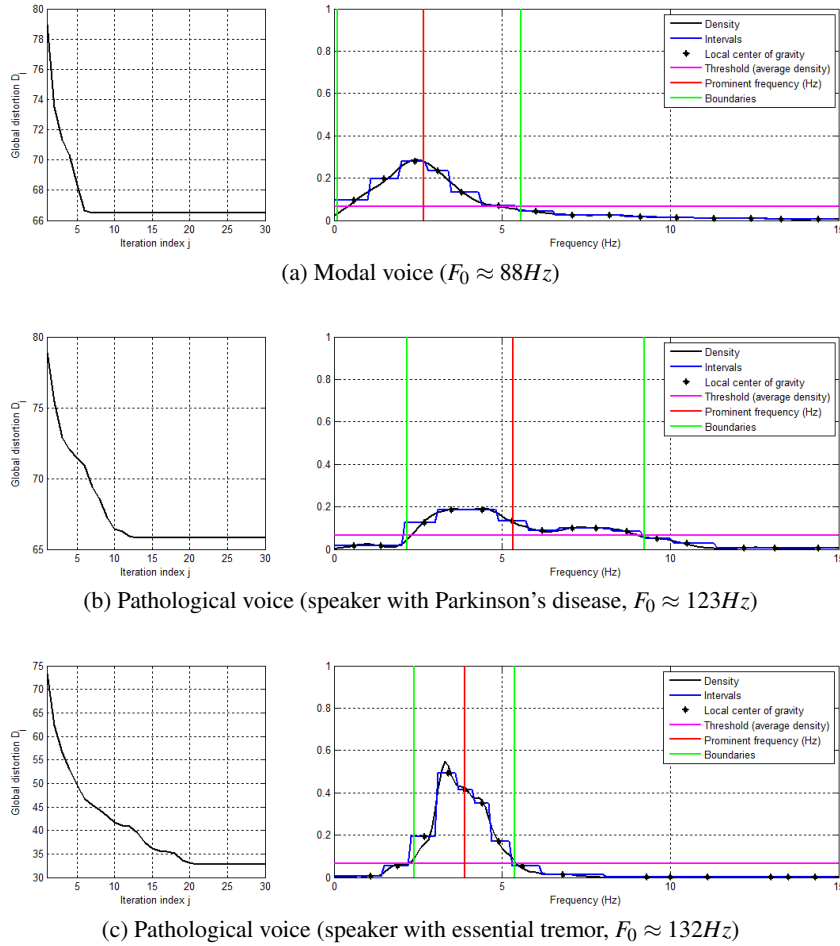 80
78
76
74
72
70
68
66
5 10 15 20 25 30
Global distortion D_j
Iteration index j
1
0.8
0.6
0.4
0.2
0
0 5 10 15
Frequency (Hz)
Density
Intervals
Local center of gravity
Threshold (average density)
Prominent frequency (Hz)
Boundaries
(a) Modal voice (F_0 ≈ 88Hz)
80
75
70
65
5 10 15 20 25 30
Global distortion D_j
Iteration index j
1
0.8
0.6
0.4
0.2
0
0 5 10 15
Frequency (Hz)
Density
Intervals
Local center of gravity
Threshold (average density)
Prominent frequency (Hz)
Boundaries
(b) Pathological voice (speaker with Parkinson's disease, F_0 ≈ 123Hz)
75
70
65
60
55
50
45
40
35
30
5 10 15 20 25 30
Global distortion D_j
Iteration index j
1
0.8
0.6
0.4
0.2
0
0 5 10 15
Frequency (Hz)
Density
Intervals
Local center of gravity
Threshold (average density)
Prominent frequency (Hz)
Boundaries
(c) Pathological voice (speaker with essential tremor, F_0 ≈ 132Hz)